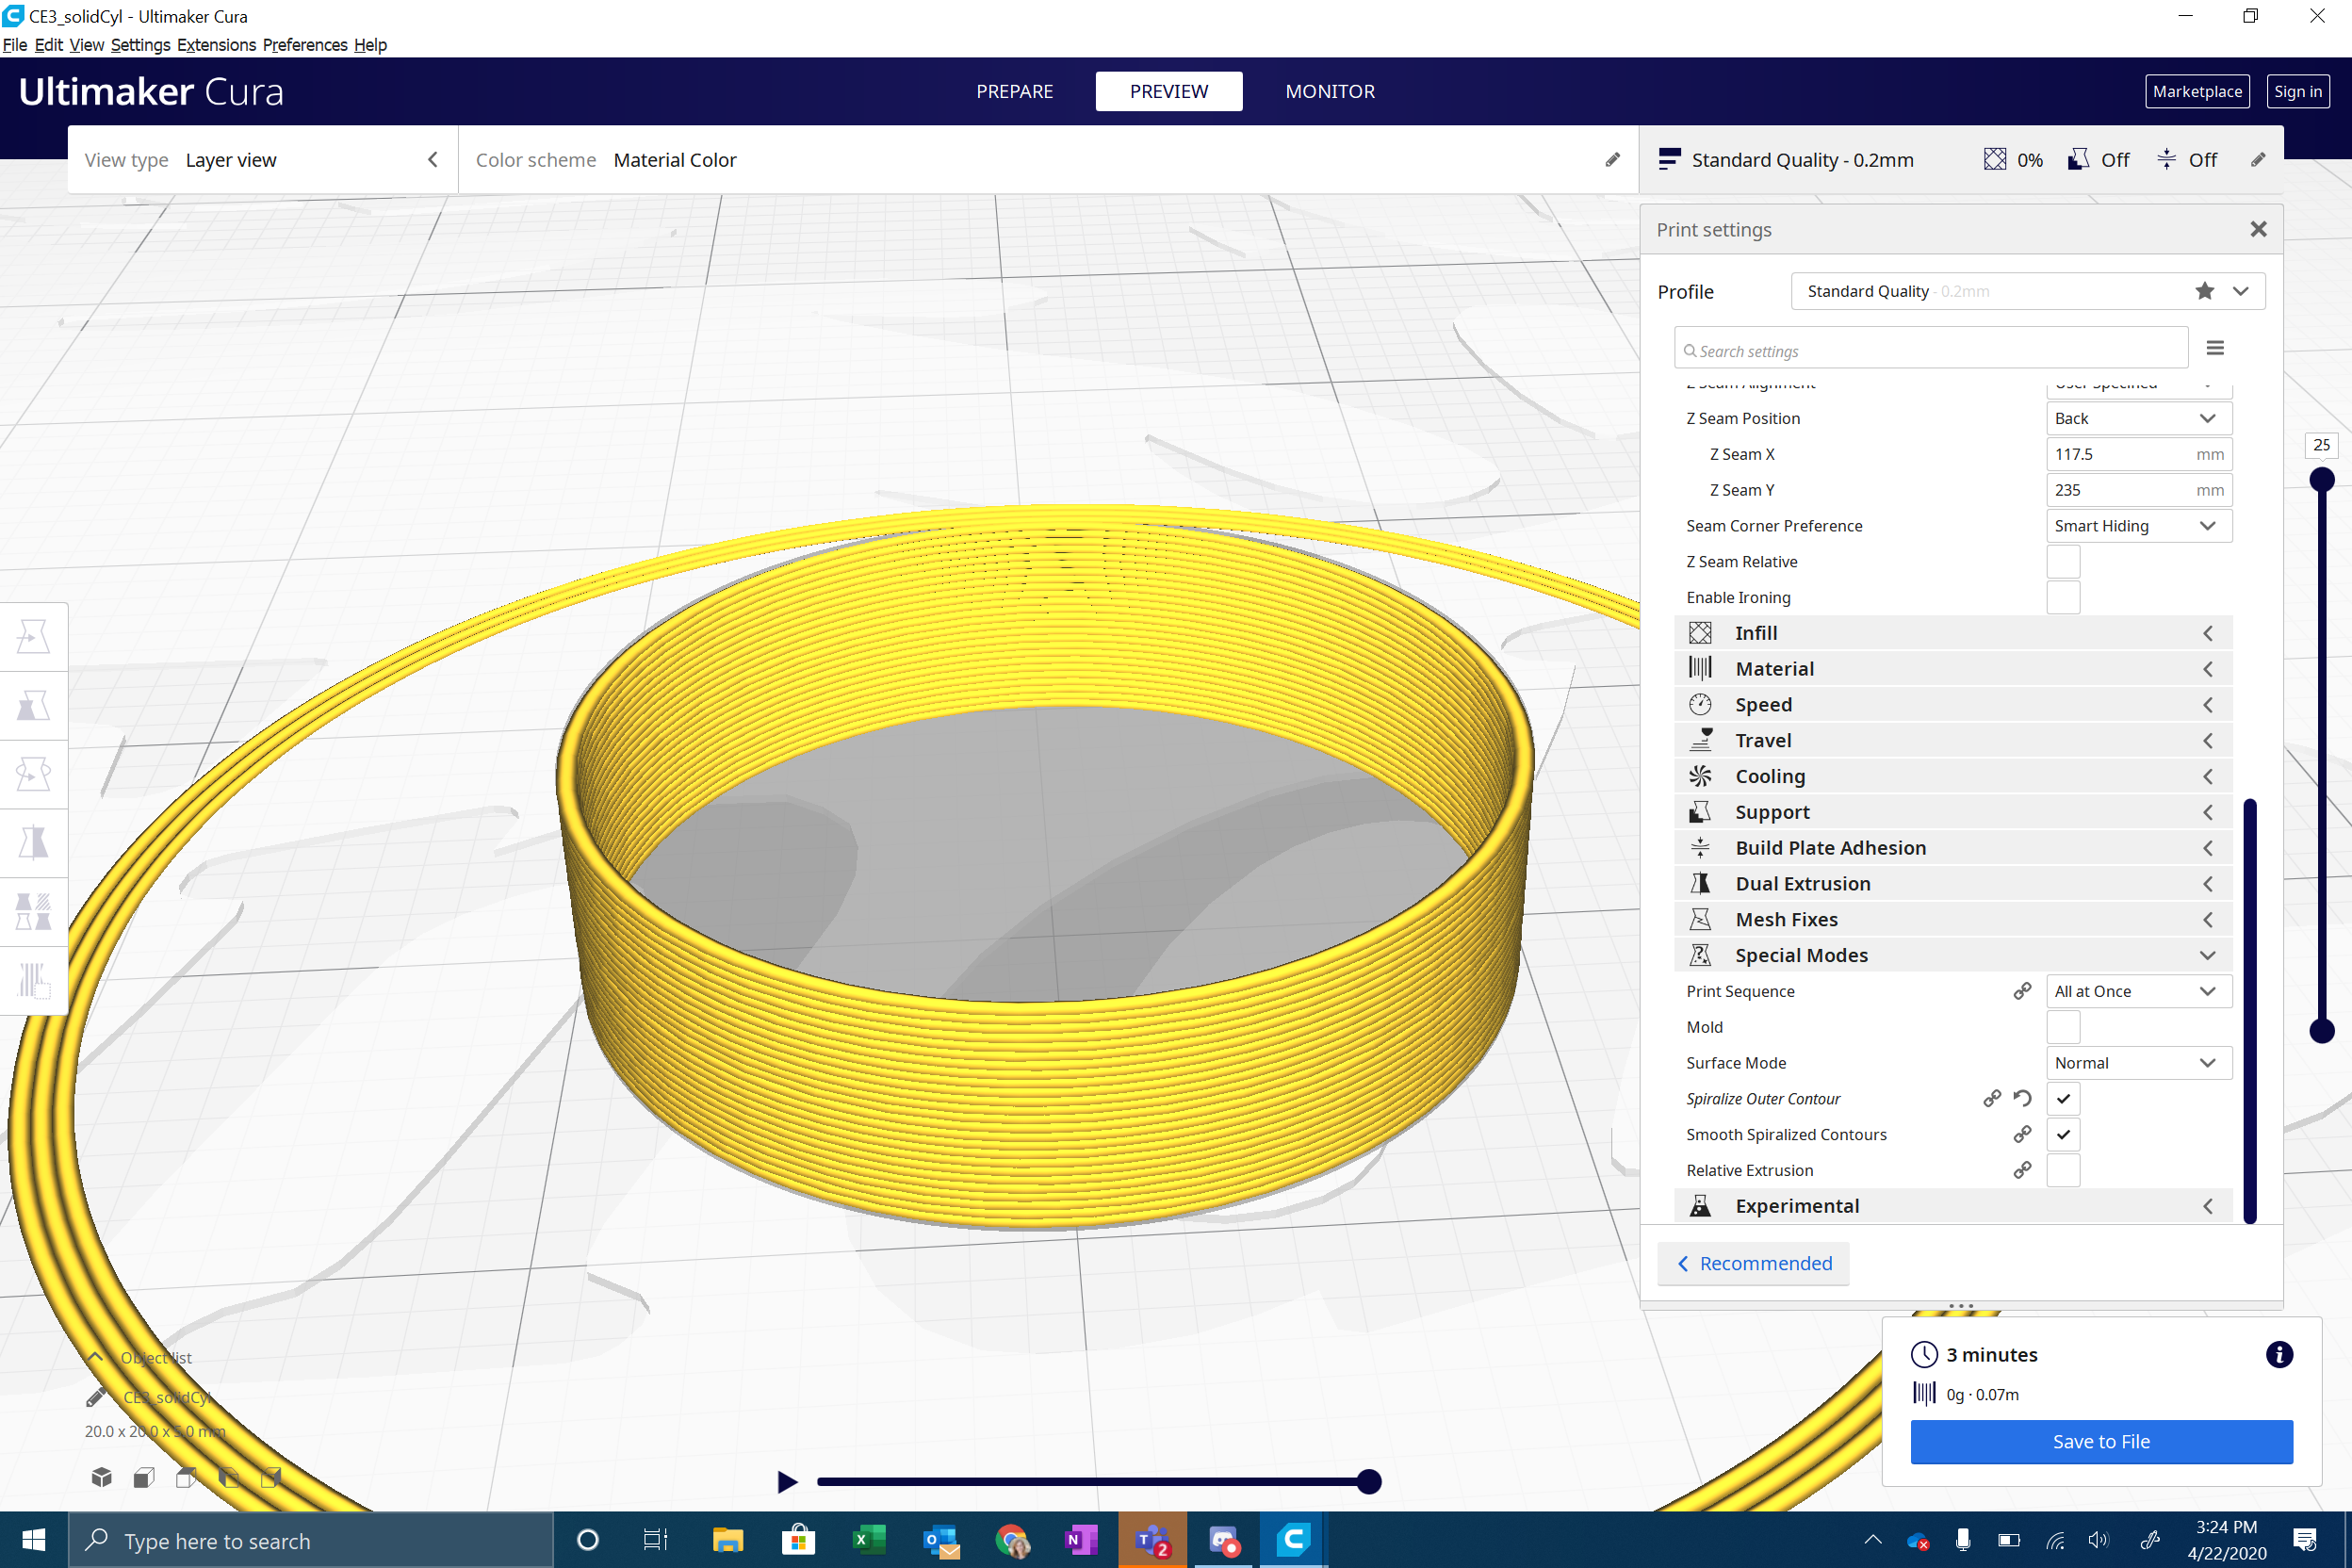 CE3_solidCyl - Ultimaker Cura
File Edit View Settings Extensions Preferences Help
Ultimaker Cura
PREPARE PREVIEW MONITOR
Marketplace Sign in
View type Layer view Color scheme Material Color
Standard Quality - 0.2mm 0% Off Off
Print settings
Profile Standard Quality - 0.2mm
Search settings
Z Seam Alignment User Specified
Z Seam Position Back
Z Seam X 117.5 mm
25
Z Seam Y 235 mm
Seam Corner Preference Smart Hiding
Z Seam Relative
Enable Ironing
Infill
Material
Speed
Travel
Cooling
Support
Build Plate Adhesion
Dual Extrusion
Mesh Fixes
Special Modes
Print Sequence All at Once
Mold
Surface Mode Normal
Spiralize Outer Contour
Smooth Spiralized Contours
Relative Extrusion
Experimental
Recommended
Object list
CE3_solidCyl
20.0 x 20.0 x 5.0 mm
3 minutes
0g · 0.07m
Save to File
Type here to search
2
3:24 PM
4/22/2020